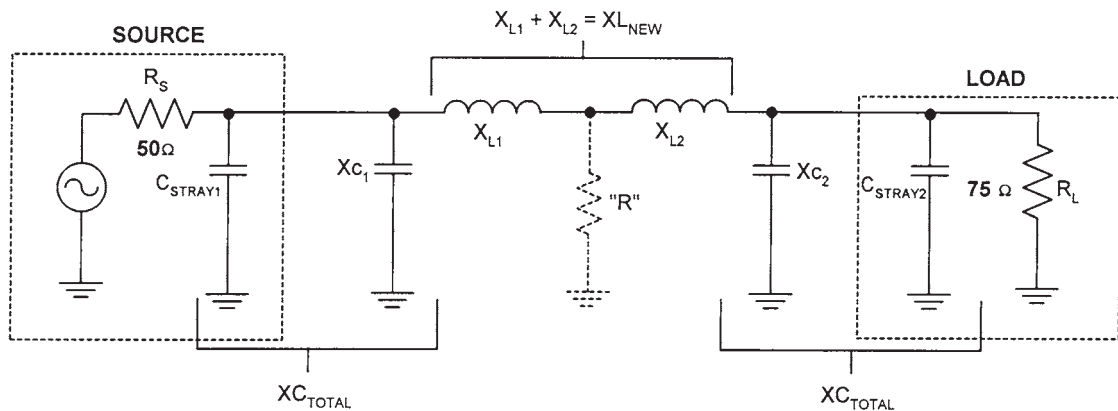 X_L1 + X_L2 = XL_NEW
SOURCE
LOAD
R_S
50Ω
C_STRAY1
Xc_1
X_L1
X_L2
"R"
Xc_2
C_STRAY2
75 Ω
R_L
XC_TOTAL
XC_TOTAL